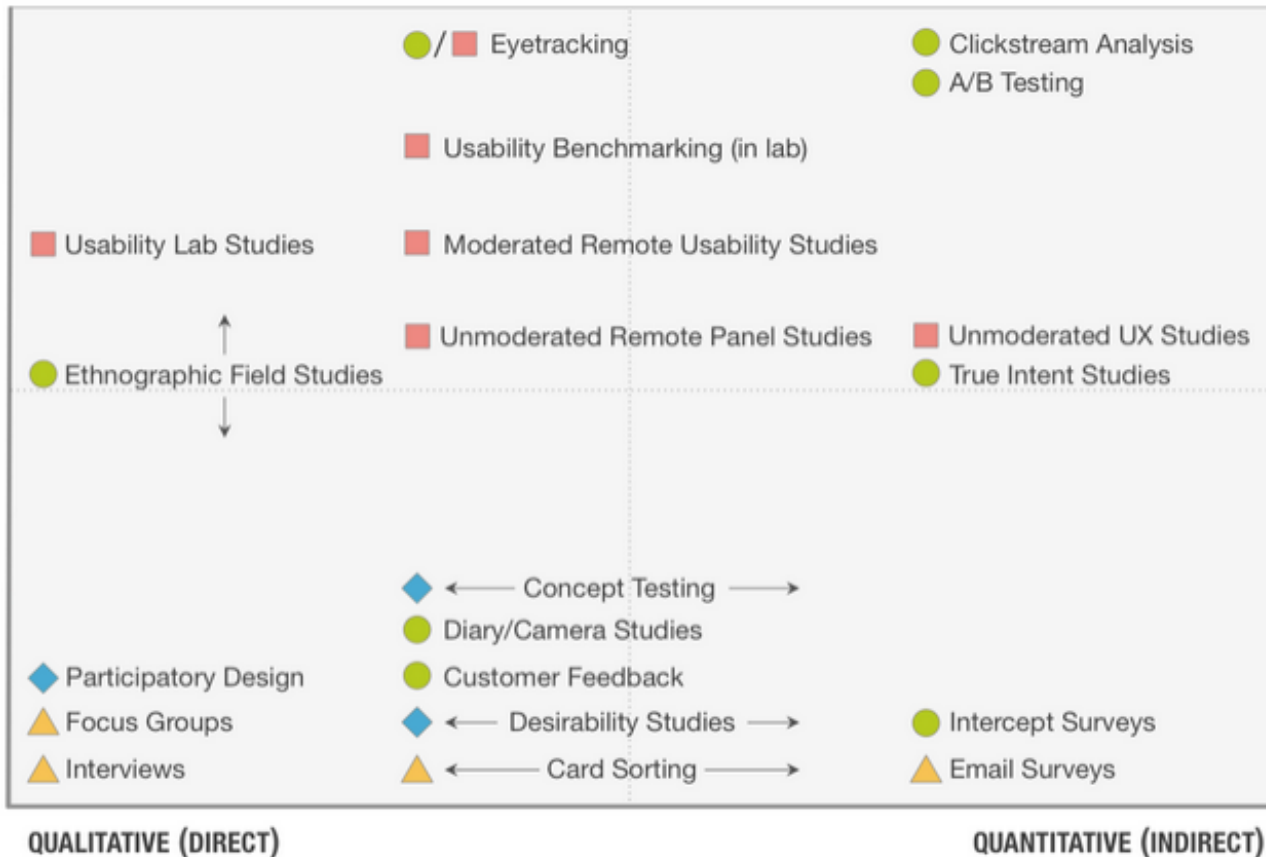 / Eyetracking
Clickstream Analysis
A/B Testing
Usability Benchmarking (in lab)
Usability Lab Studies
Moderated Remote Usability Studies
Unmoderated Remote Panel Studies
Unmoderated UX Studies
Ethnographic Field Studies
True Intent Studies
Concept Testing
Diary/Camera Studies
Participatory Design
Customer Feedback
Focus Groups
Desirability Studies
Intercept Surveys
Interviews
Card Sorting
Email Surveys
QUALITATIVE (DIRECT)
QUANTITATIVE (INDIRECT)